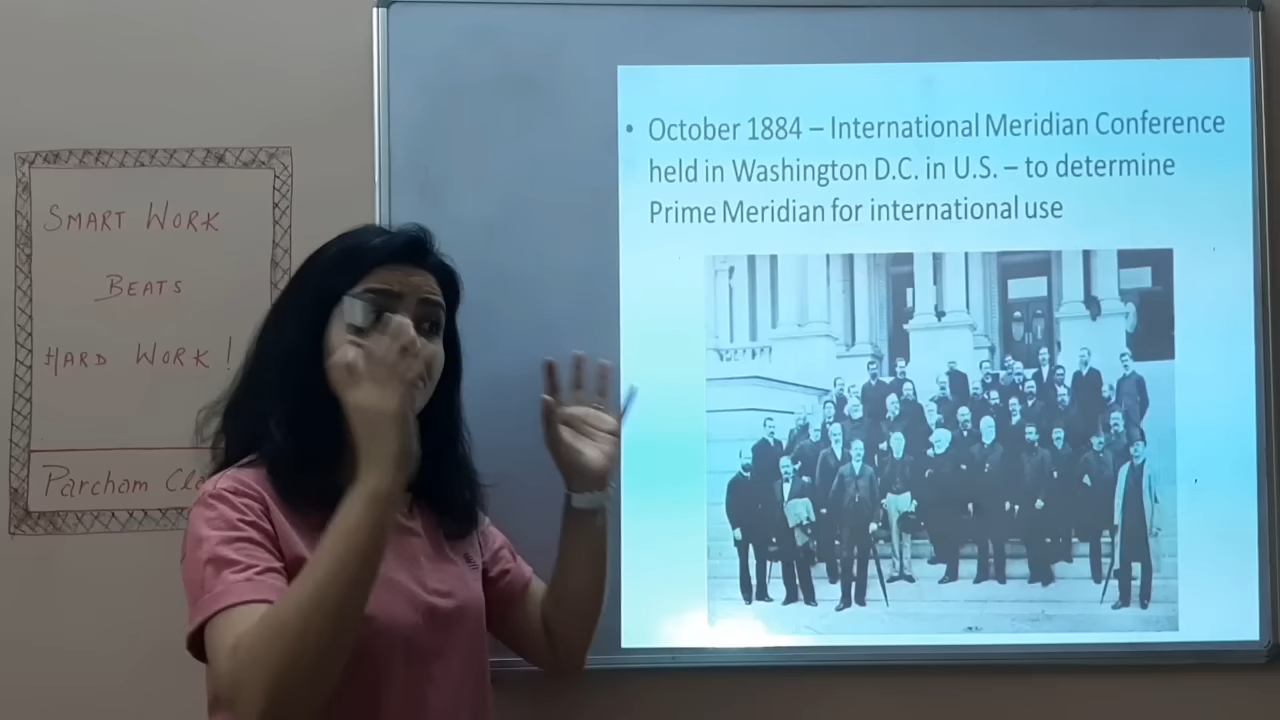 SMART WORK
BEATS
HARD WORK!
Parcham
• October 1884 – International Meridian Conference
held in Washington D.C. in U.S. – to determine
Prime Meridian for international use